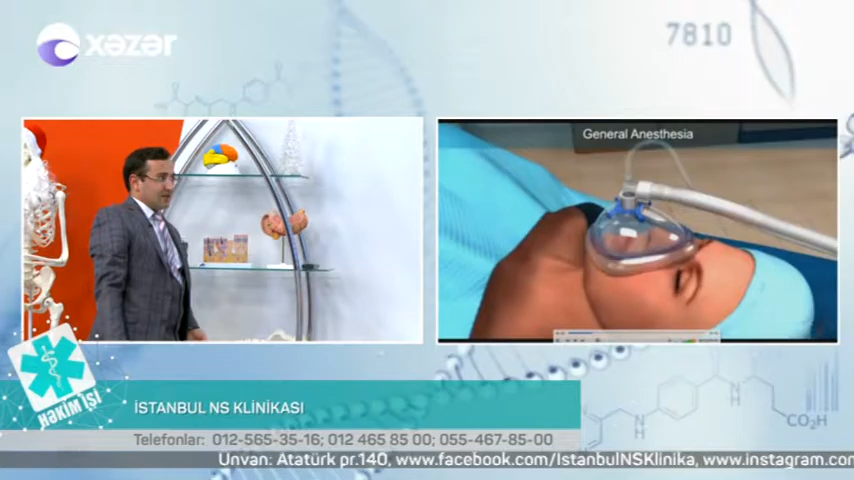 xəzər
7810
General Anesthesia
HƏKİM İŞİ
İSTANBUL NS KLİNİKASI
Telefonlar: 012-565-35-16; 012 465 85 00; 055-467-85-00
Unvan: Atatürk pr.140, www.facebook.com/IstanbulNSKlinika, www.instagram.com
CO₂H